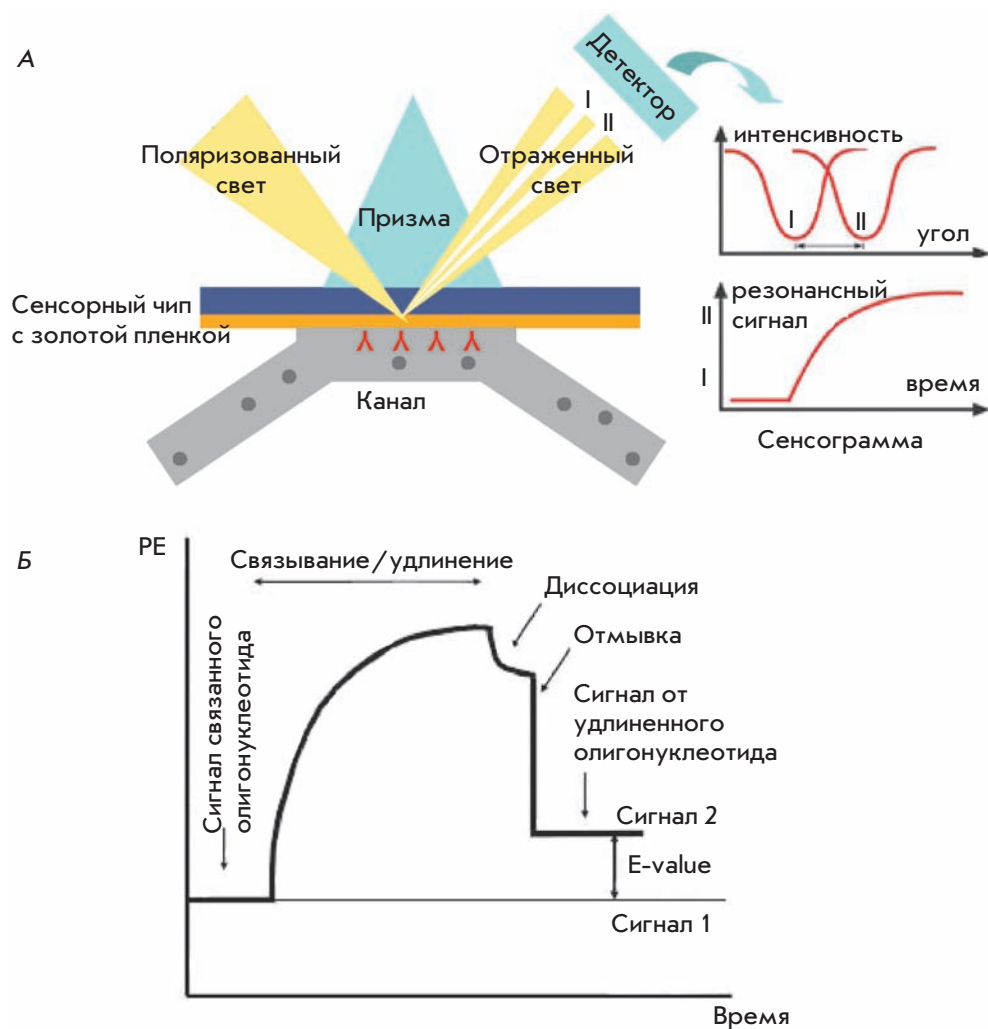 А
Детектор
I
II
Поляризованный
свет
Отраженный
свет
Призма
Сенсорный чип
с золотой пленкой
Канал
интенсивность
I
II
угол
II
резонансный
сигнал
I
время
Сенсограмма
Б
РЕ
Связывание/удлинение
Диссоциация
Отмывка
Сигнал связанного
олигонуклеотида
Сигнал от
удлиненного
олигонуклеотида
Сигнал 2
E-value
Сигнал 1
Время